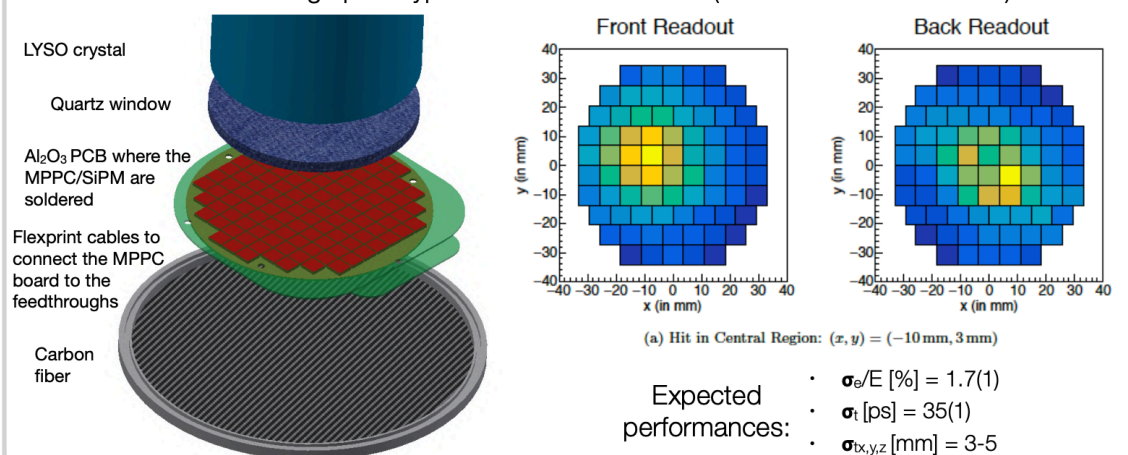 LYSO crystal
Quartz window
Al₂O₃ PCB where the
MPPC/SiPM are
soldered
Flexprint cables to
connect the MPPC
board to the
feedthroughs
Carbon
fiber
Front Readout
40
30
20
10
0
−10
−20
−30
−40
y (in mm)
−40 −30 −20 −10 0 10 20 30 40
x (in mm)
Back Readout
40
30
20
10
0
−10
−20
−30
−40
y (in mm)
−40 −30 −20 −10 0 10 20 30 40
x (in mm)
(a) Hit in Central Region: (x, y) = (−10 mm, 3 mm)
Expected
performances:
· σe/E [%] = 1.7(1)
· σt [ps] = 35(1)
· σtx,y,z [mm] = 3-5